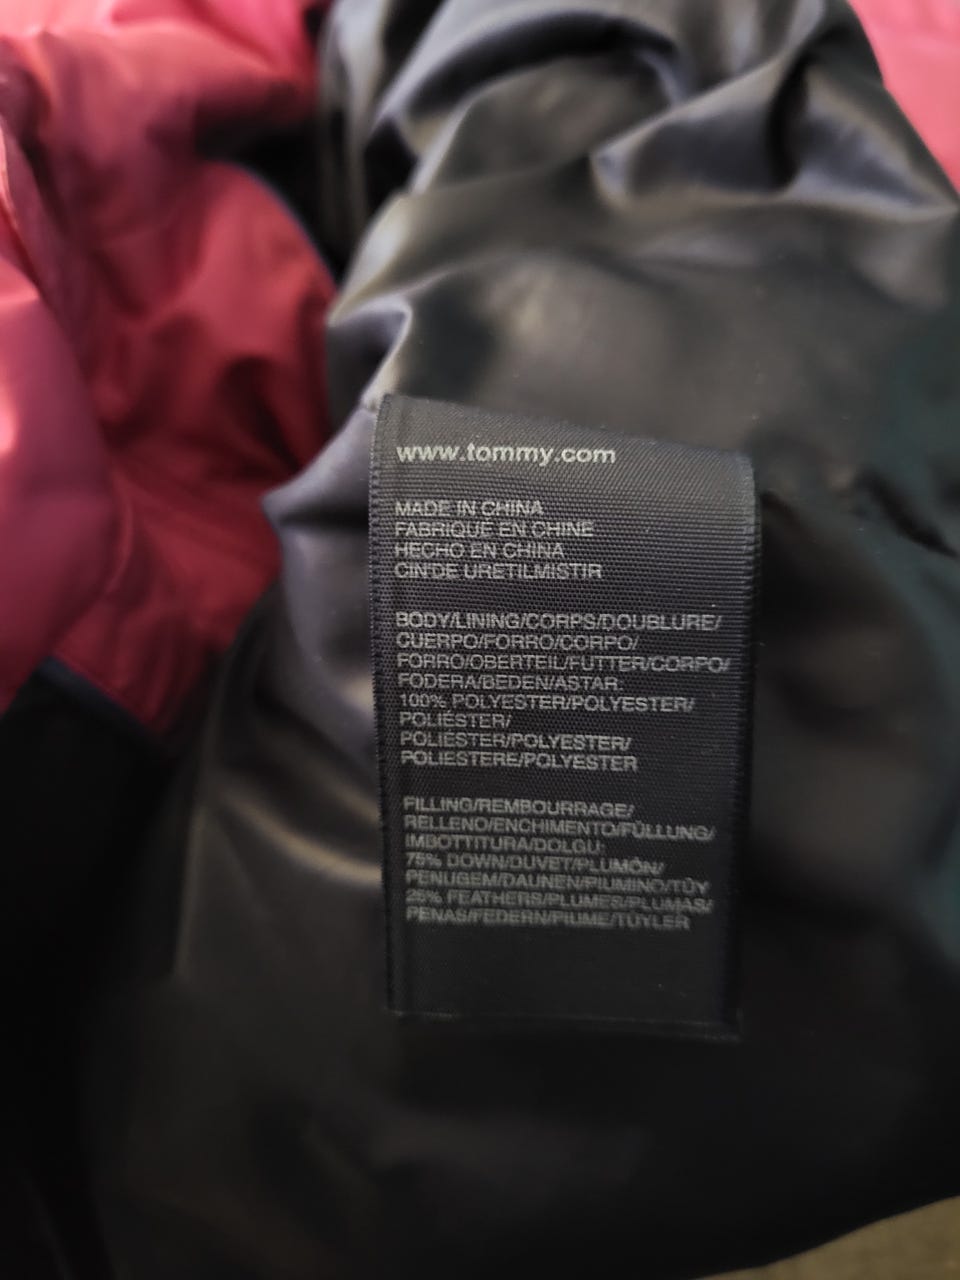 www.tommy.com
MADE IN CHINA
FABRIQUE EN CHINE
HECHO EN CHINA
CIN'DE URETILMISTIR
BODY/LINING/CORPS/DOUBLURE/
CUERPO/FORRO/CORPO/
FORRO/OBERTEIL/FUTTER/CORPO/
FODERA/BEDEN/ASTAR:
100% POLYESTER/POLYESTER/
POLIÉSTER/
POLIÉSTER/POLYESTER/
POLIESTERE/POLYESTER
FILLING/REMBOURRAGE/
RELLENO/ENCHIMENTO/FÜLLUNG/
IMBOTTITURA/DOLGU:
75% DOWN/DUVET/PLUMÓN/
PENUGEM/DAUNEN/PIUMINO/TÜY
25% FEATHERS/PLUMES/PLUMAS/
PENAS/FEDERN/PIUME/TÜYLER